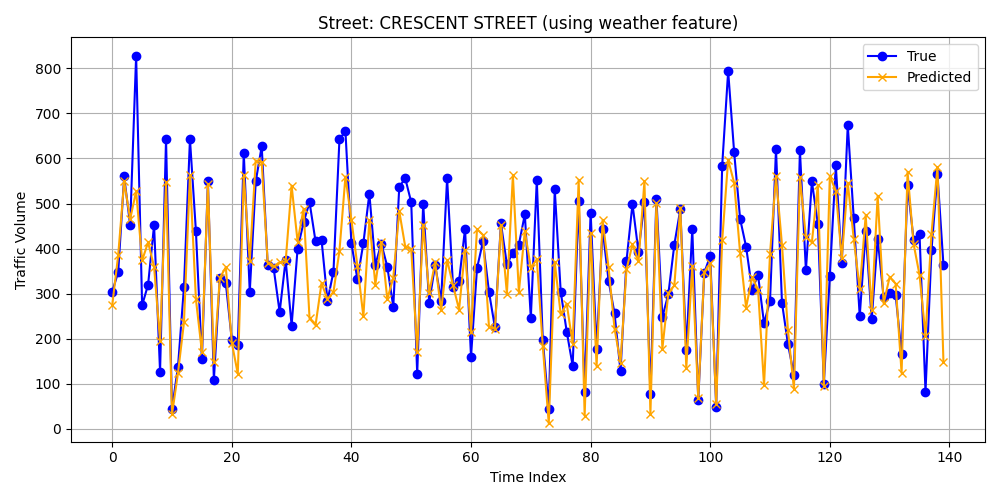 Street: CRESCENT STREET (using weather feature)
True
Predicted
Traffic Volume
800
700
600
500
400
300
200
100
0
0 20 40 60 80 100 120 140
Time Index